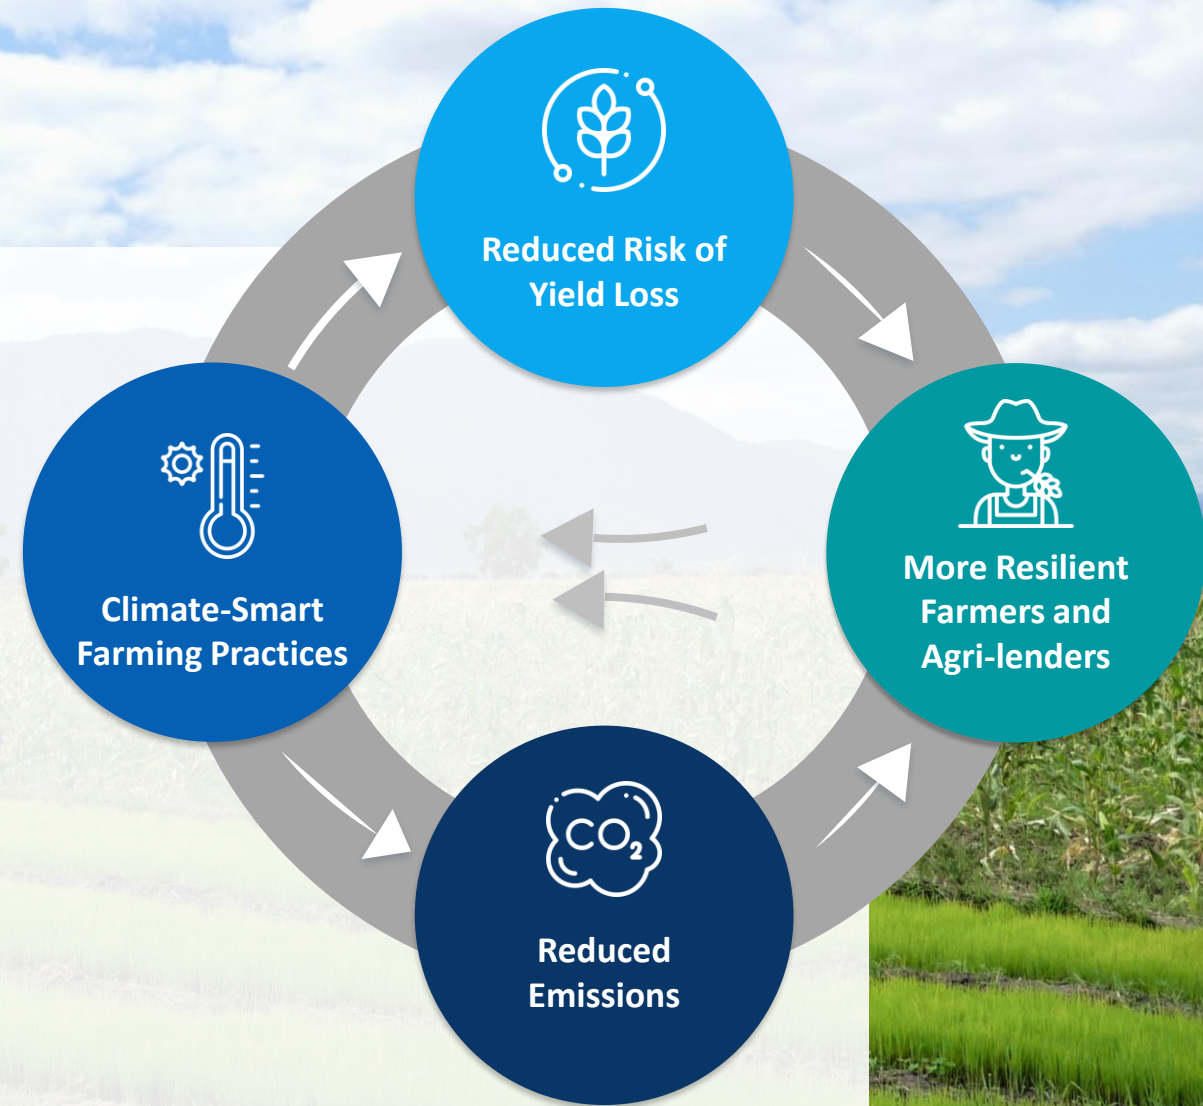 Reduced Risk of
Yield Loss
Climate-Smart
Farming Practices
More Resilient
Farmers and
Agri-lenders
CO₂
Reduced
Emissions